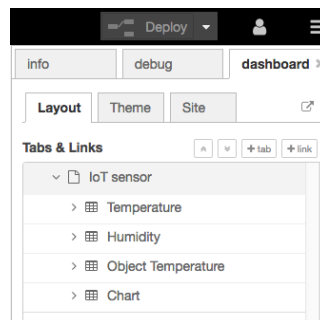 Deploy
info debug dashboard
Layout Theme Site
Tabs & Links +tab +link
IoT sensor
Temperature
Humidity
Object Temperature
Chart